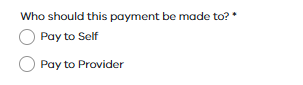 Who should this payment be made to? *
Pay to Self
Pay to Provider